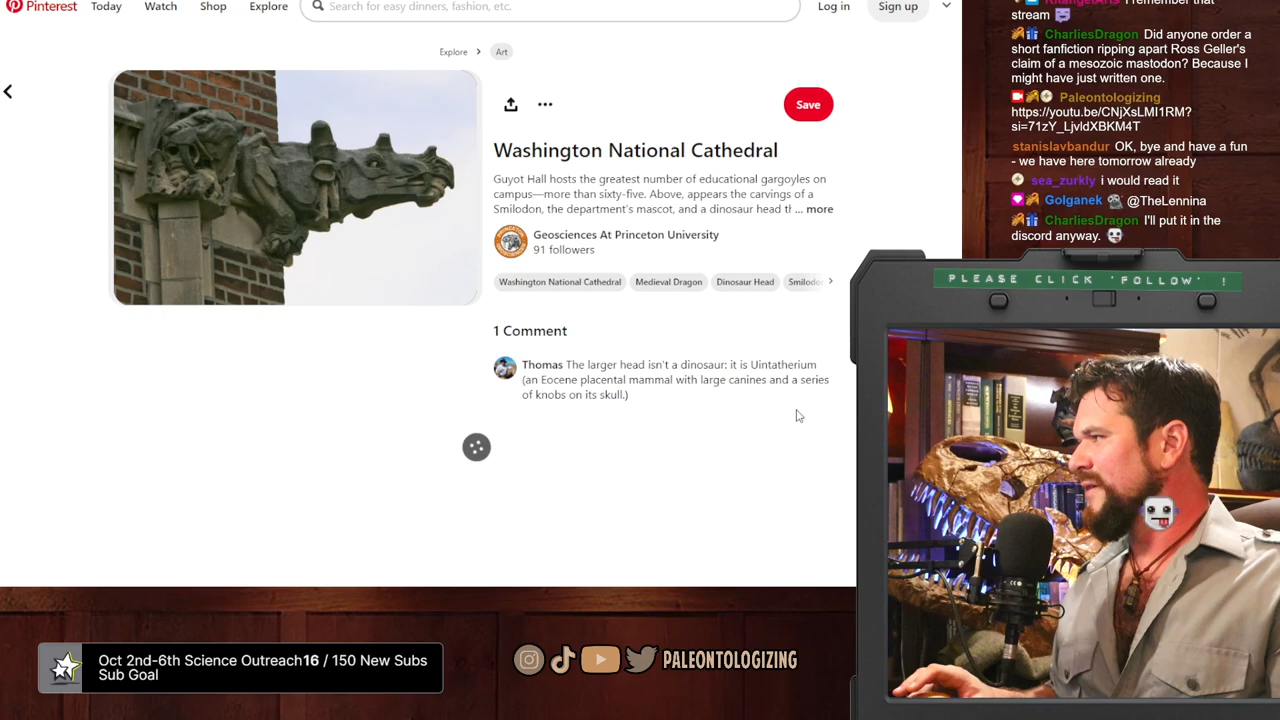 Pinterest Today Watch Shop Explore Search for easy dinners, fashion, etc. Log in Sign up
Explore Art
Save
Washington National Cathedral
Guyot Hall hosts the greatest number of educational gargoyles on
campus—more than sixty-five. Above, appears the carvings of a
Smilodon, the department's mascot, and a dinosaur head th ... more
Geosciences At Princeton University
91 followers
Washington National Cathedral Medieval Dragon Dinosaur Head Smilodon
1 Comment
Thomas The larger head isn't a dinosaur: it is Uintatherium
(an Eocene placental mammal with large canines and a series
of knobs on its skull.)
I remember that
stream
CharliesDragon Did anyone order a
short fanfiction ripping apart Ross Geller's
claim of a mesozoic mastodon? Because I
might have just written one.
Paleontologizing
https://youtu.be/CNjXsLMI1RM?
si=71zY_LjvldXBKM4T
stanislavbandur OK, bye and have a fun
- we have here tomorrow already
sea_zurkly i would read it
Golganek @TheLennina
CharliesDragon I'll put it in the
discord anyway.
PLEASE CLICK 'FOLLOW' !
Oct 2nd-6th Science Outreach 16 / 150 New Subs
Sub Goal
PALEONTOLOGIZING